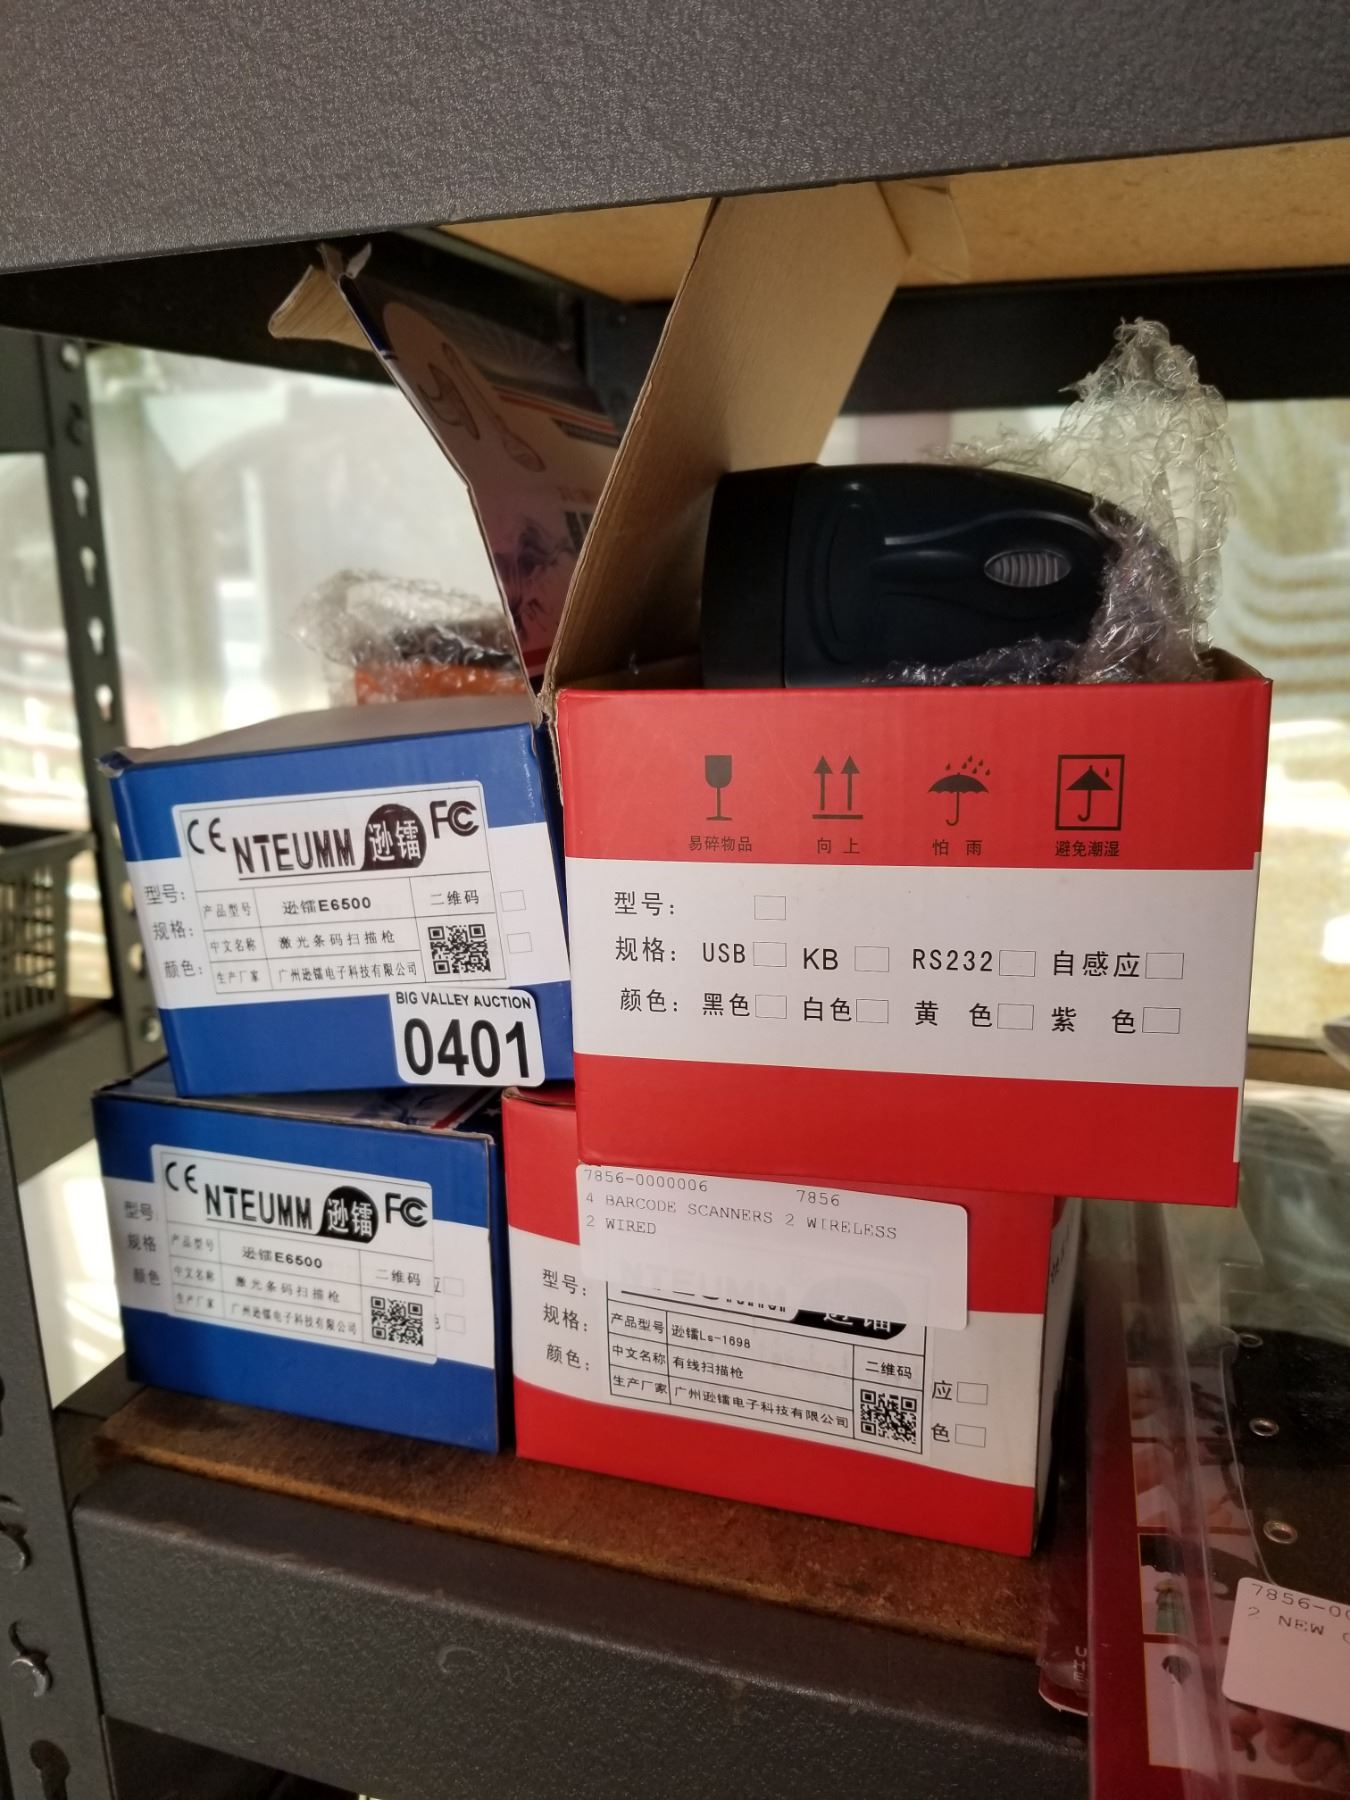 CE NTEUMM 逊镭 FC
型号:
规格:
颜色:
产品型号 逊镭E6500 二维码
中文名称 激光条码扫描枪
生产厂家 广州逊镭电子科技有限公司
BIG VALLEY AUCTION
0401
易碎物品 向上 怕雨 避免潮湿
型号:
规格: USB KB RS232 自感应
颜色: 黑色 白色 黄色 紫色
CE NTEUMM 逊镭 FC
型号
规格
颜色
产品型号 逊镭E6500 二维码
中文名称 激光条码扫描枪
生产厂家 广州逊镭电子科技有限公司
应
色
7856-0000006 7856
4 BARCODE SCANNERS 2 WIRELESS
2 WIRED
NTEUMM 逊镭
型号:
规格:
颜色:
产品型号 逊镭Ls-1698
中文名称 有线扫描枪 二维码
生产厂家 广州逊镭电子科技有限公司
应
色
7856-00
2 NEW